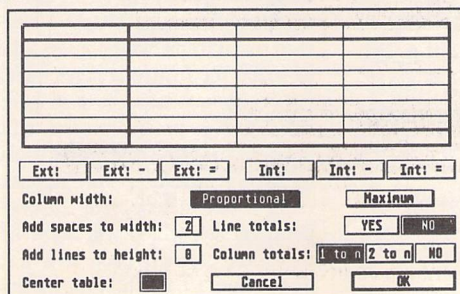 Ext: Ext: - Ext: = Int: Int: - Int: =
Column width: Proportional Maximum
Add spaces to width: 2 Line totals: YES NO
Add lines to height: 0 Column totals: 1 to n 2 to n NO
Center table: Cancel OK